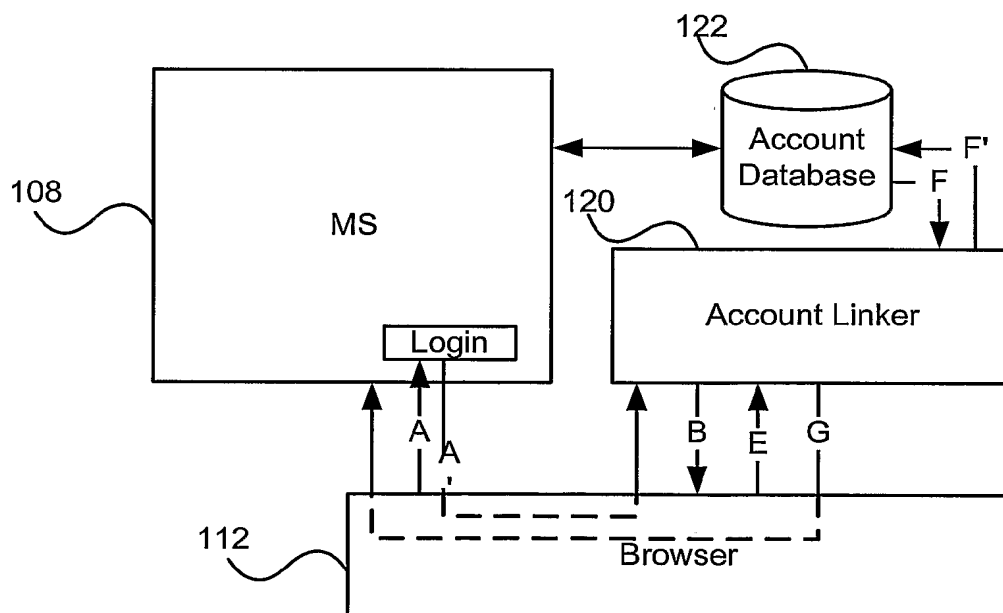 122
Account
Database
F'
F
108
120
MS
Account Linker
Login
A
A
'
B
E
G
112
Browser